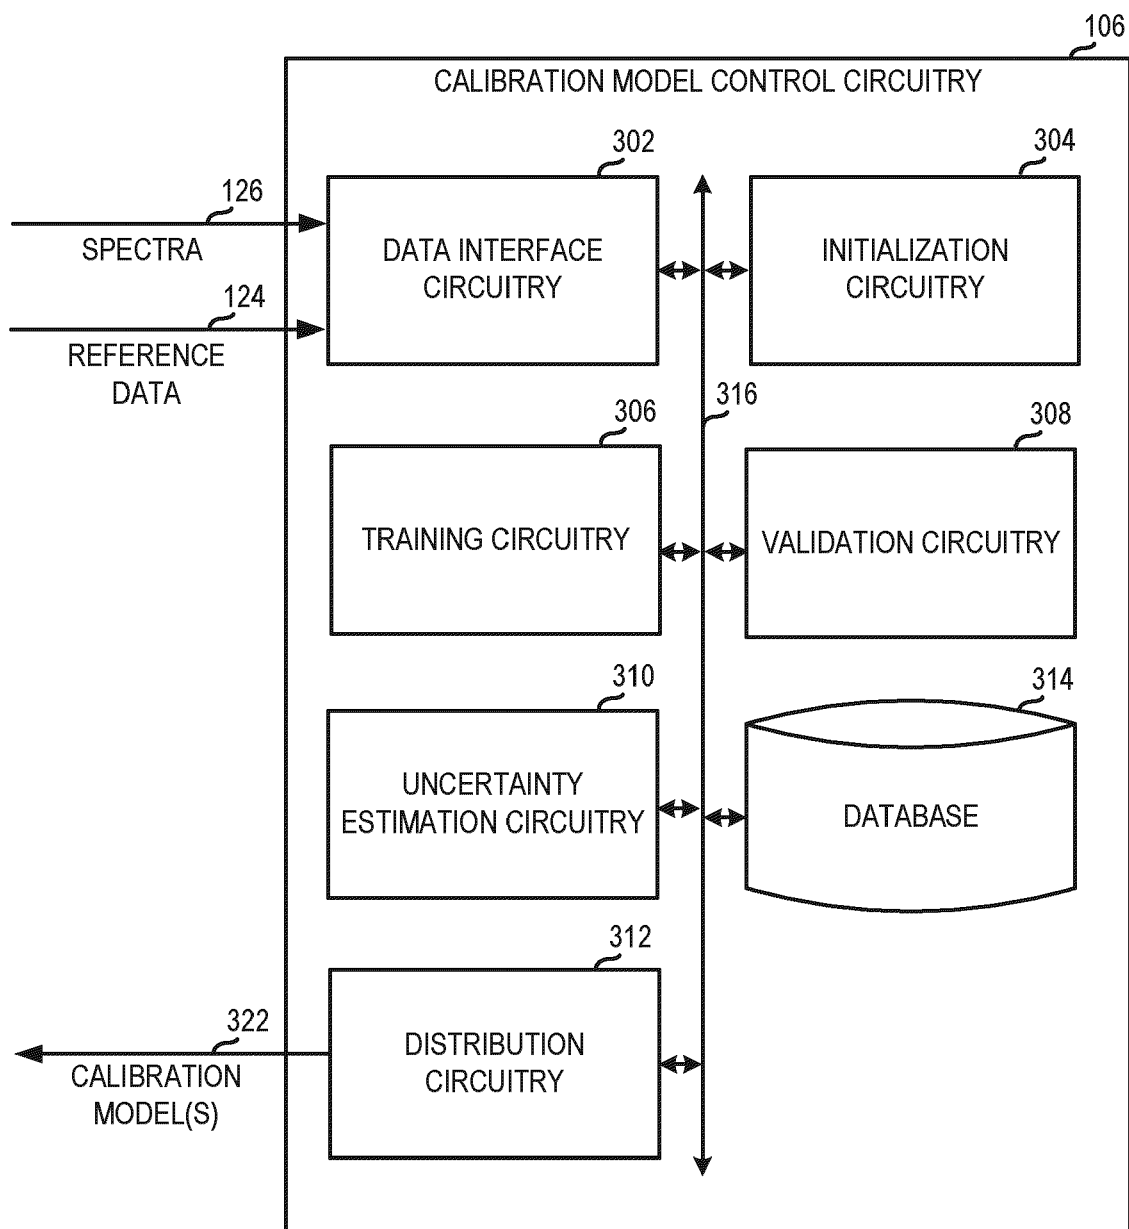 106
CALIBRATION MODEL CONTROL CIRCUITRY
302
304
126
SPECTRA
DATA INTERFACE
CIRCUITRY
INITIALIZATION
CIRCUITRY
124
REFERENCE
DATA
316
306
308
TRAINING CIRCUITRY
VALIDATION CIRCUITRY
310
314
UNCERTAINTY
ESTIMATION CIRCUITRY
DATABASE
312
322
DISTRIBUTION
CIRCUITRY
CALIBRATION
MODEL(S)